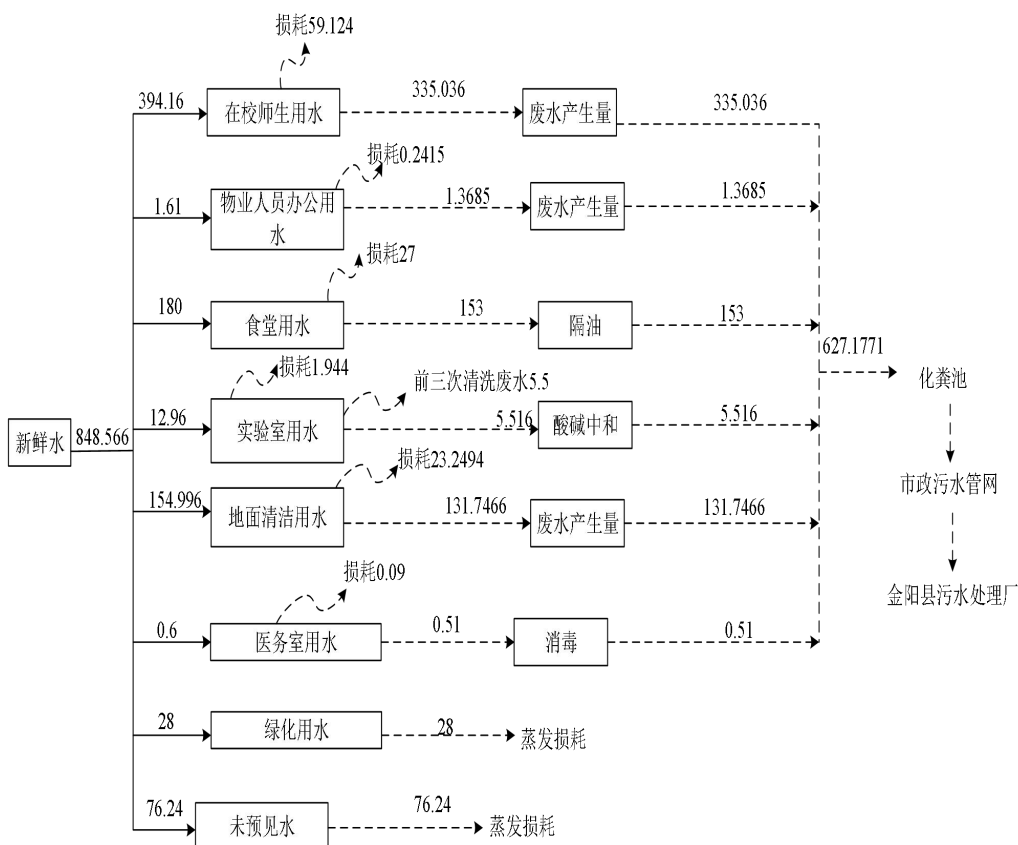 损耗59.124
394.16
在校师生用水
335.036
废水产生量
335.036
损耗0.2415
1.61
物业人员办公用
水
1.3685
废水产生量
1.3685
损耗27
180
食堂用水
153
隔油
153
627.1771
化粪池
损耗1.944
前三次清洗废水5.5
12.96
实验室用水
5.516
酸碱中和
5.516
新鲜水
848.566
损耗23.2494
154.996
地面清洁用水
131.7466
废水产生量
131.7466
市政污水管网
损耗0.09
金阳县污水处理厂
0.6
医务室用水
0.51
消毒
0.51
28
绿化用水
28
蒸发损耗
76.24
未预见水
76.24
蒸发损耗